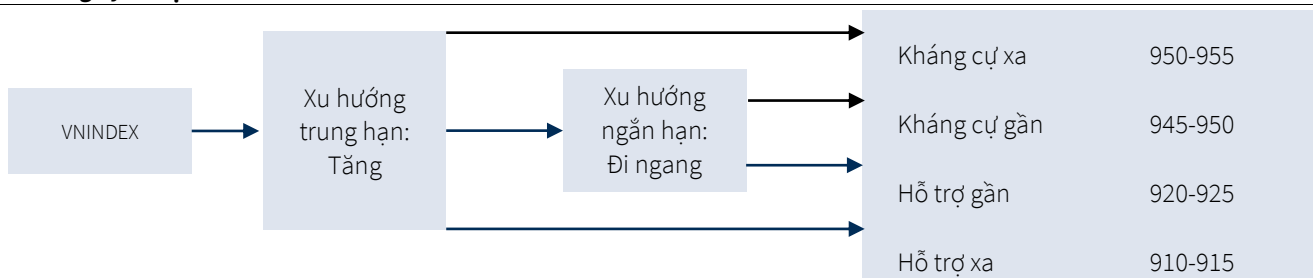 VNINDEX
Xu hướng
trung hạn:
Tăng
Xu hướng
ngắn hạn:
Đi ngang
Kháng cự xa 950-955
Kháng cự gần 945-950
Hỗ trợ gần 920-925
Hỗ trợ xa 910-915